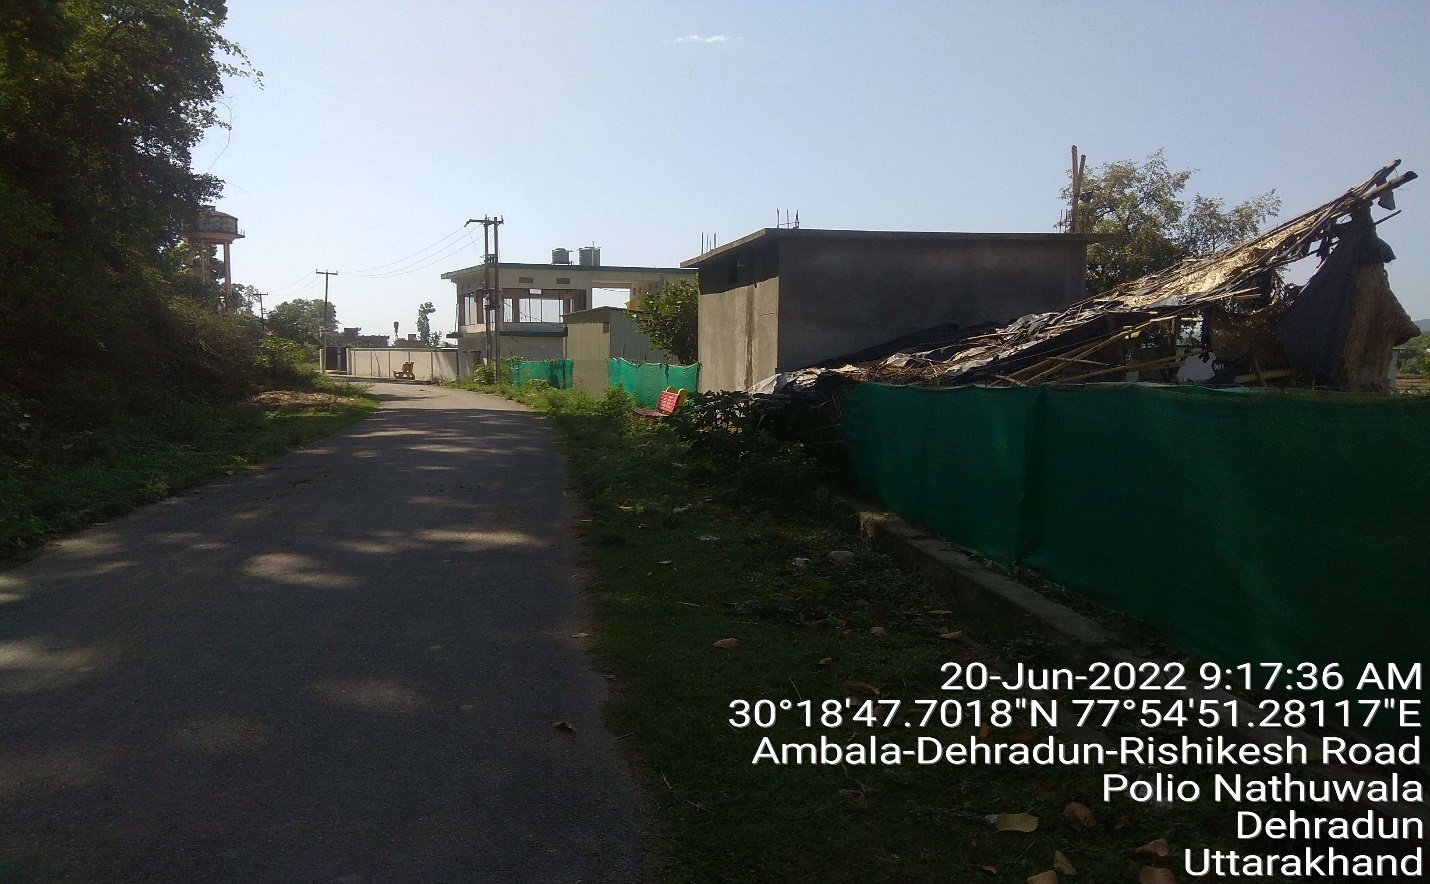 20-Jun-2022 9:17:36 AM
30°18'47.7018"N 77°54'51.28117"E
Ambala-Dehradun-Rishikesh Road
Polio Nathuwala
Dehradun
Uttarakhand